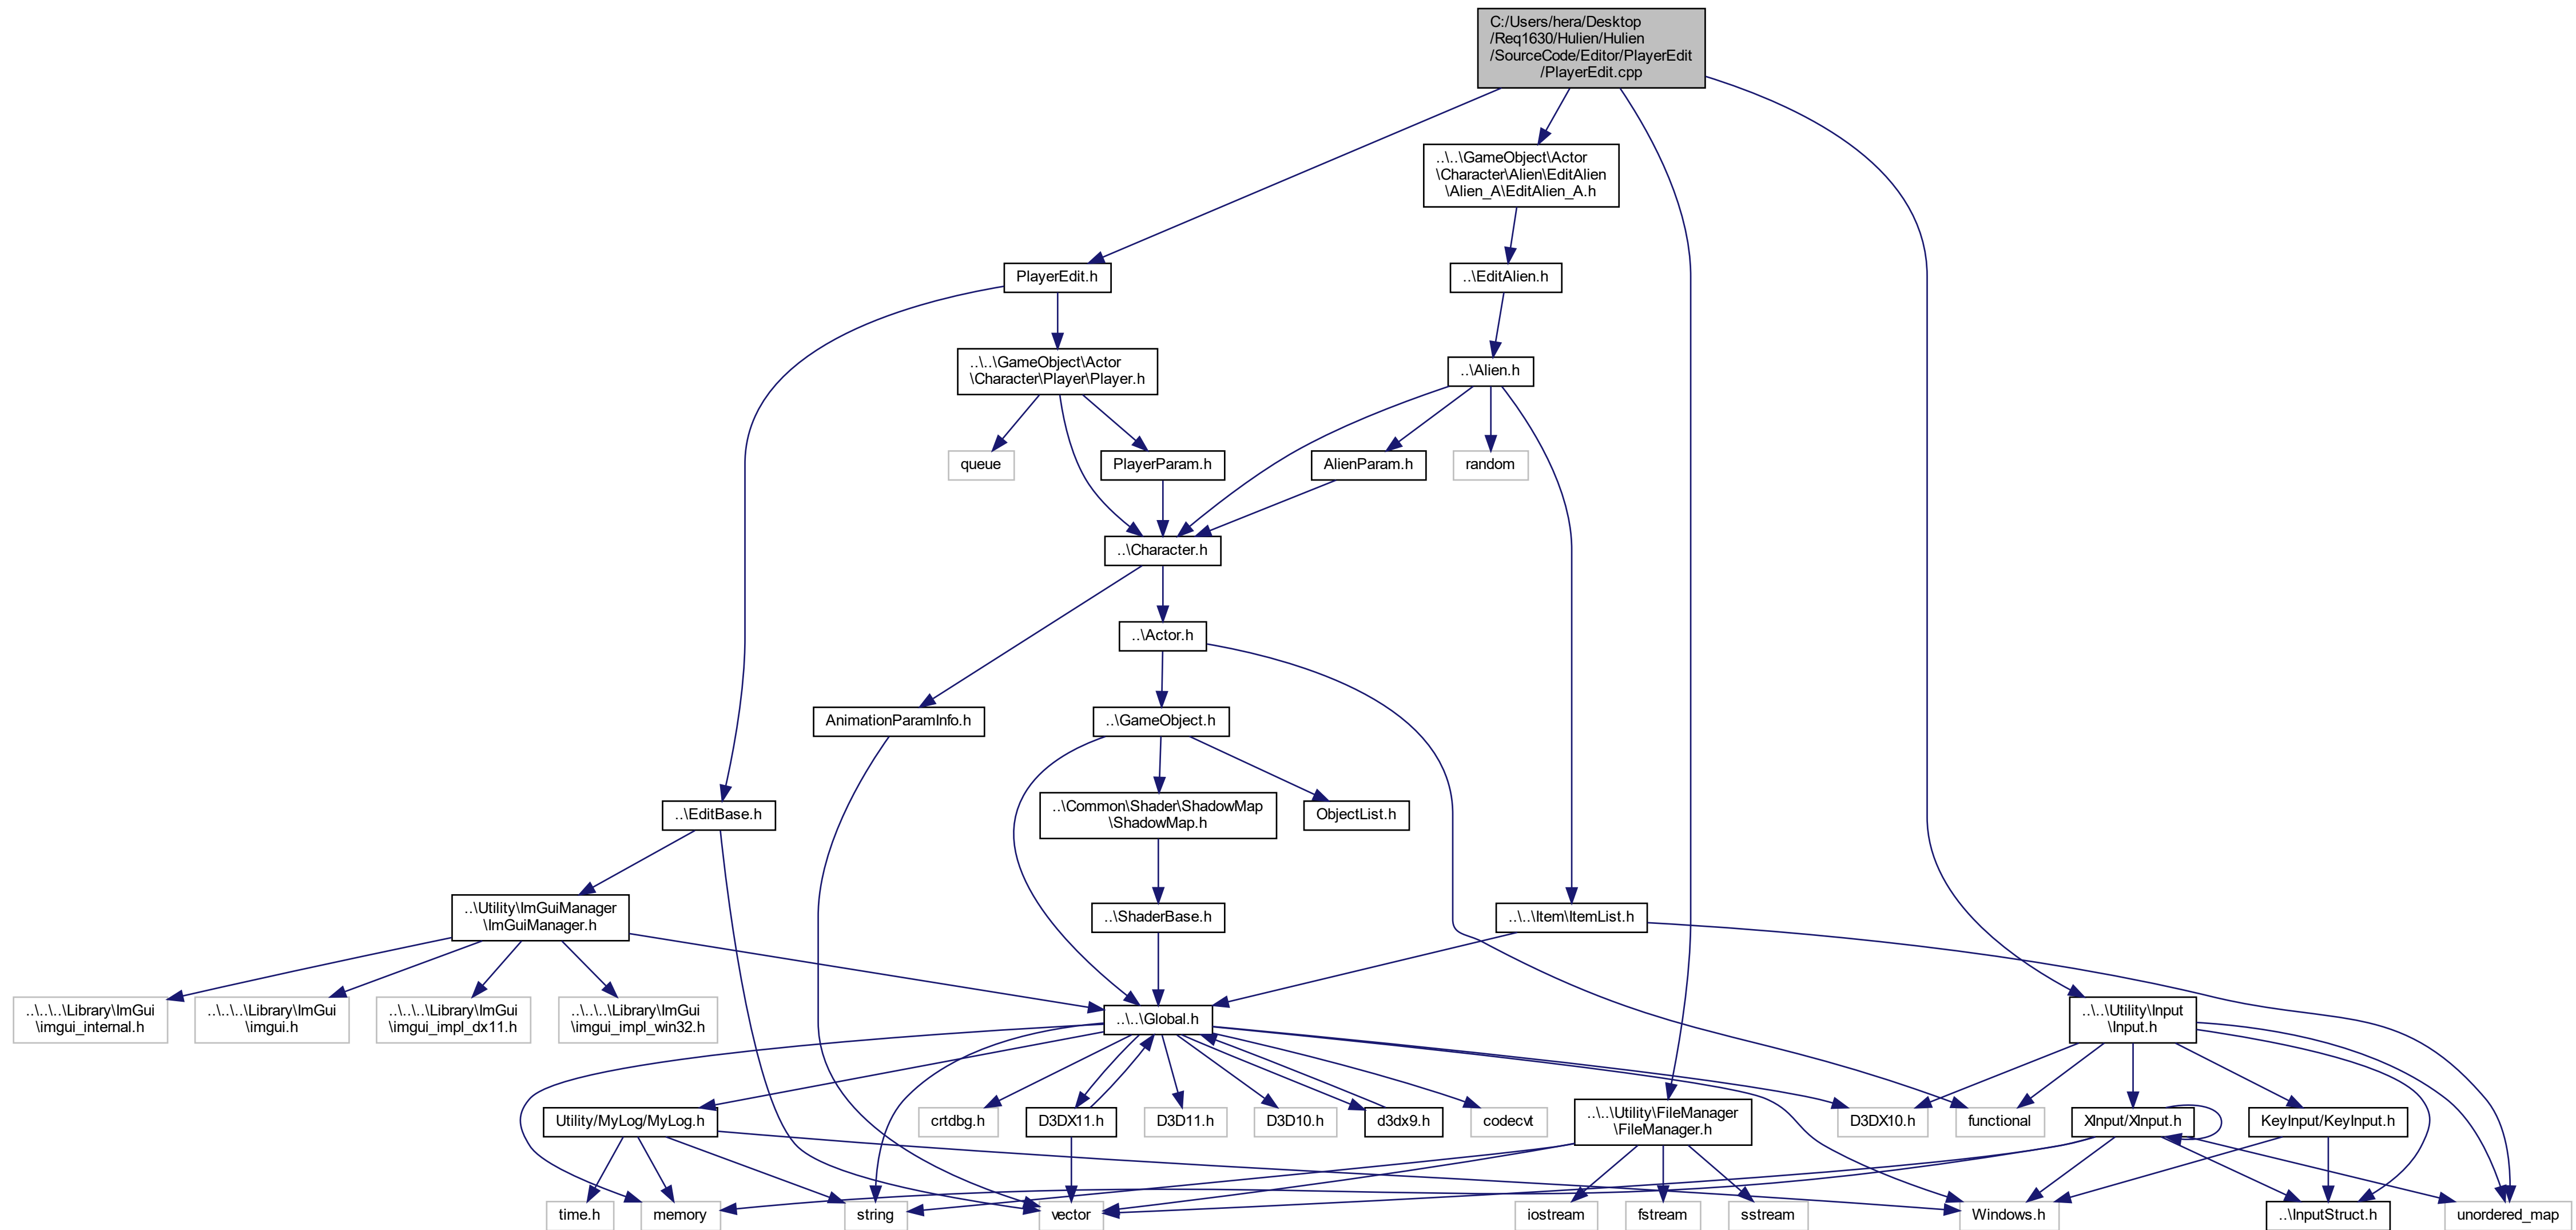 C:/Users/hera/Desktop
/Req1630/Hulien/Hulien
/SourceCode/Editor/PlayerEdit
/PlayerEdit.cpp
..\..\GameObject\Actor
\Character\Alien\EditAlien
\Alien_A\EditAlien_A.h
PlayerEdit.h
..\EditAlien.h
..\..\GameObject\Actor
\Character\Player\Player.h
..\Alien.h
queue
PlayerParam.h
AlienParam.h
random
..\Character.h
..\Actor.h
AnimationParamInfo.h
..\GameObject.h
..\EditBase.h
..\Common\Shader\ShadowMap
\ShadowMap.h
ObjectList.h
..\Utility\ImGuiManager
\ImGuiManager.h
..\ShaderBase.h
..\..\Item\ItemList.h
..\..\..\Library\ImGui
\imgui_internal.h
..\..\..\Library\ImGui
\imgui.h
..\..\..\Library\ImGui
\imgui_impl_dx11.h
..\..\..\Library\ImGui
\imgui_impl_win32.h
..\..\Global.h
..\..\Utility\Input
\Input.h
Utility/MyLog/MyLog.h
crtdbg.h
D3DX11.h
D3D11.h
D3D10.h
d3dx9.h
codecvt
..\..\Utility\FileManager
\FileManager.h
D3DX10.h
functional
XInput/XInput.h
KeyInput/KeyInput.h
time.h
memory
string
vector
iostream
fstream
sstream
Windows.h
..\InputStruct.h
unordered_map